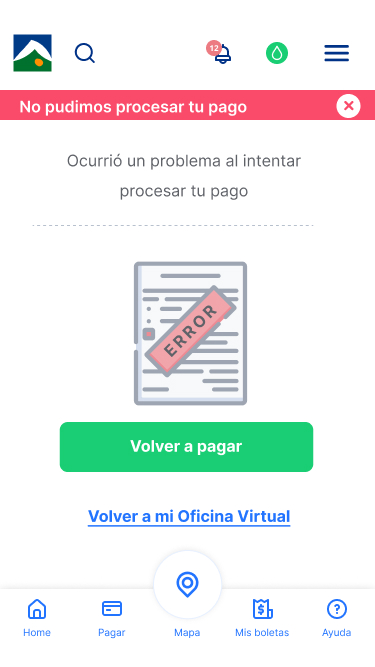 12
No pudimos procesar tu pago
Ocurrió un problema al intentar
procesar tu pago
ERROR
Volver a pagar
Volver a mi Oficina Virtual
Home
Pagar
Mapa
Mis boletas
Ayuda